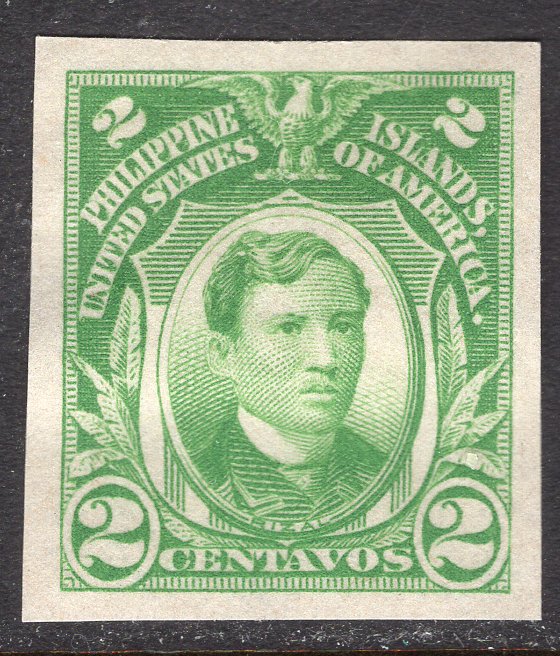 2 2
PHILIPPINE ISLANDS,
UNITED STATES OF AMERICA.
2 CENTAVOS 2